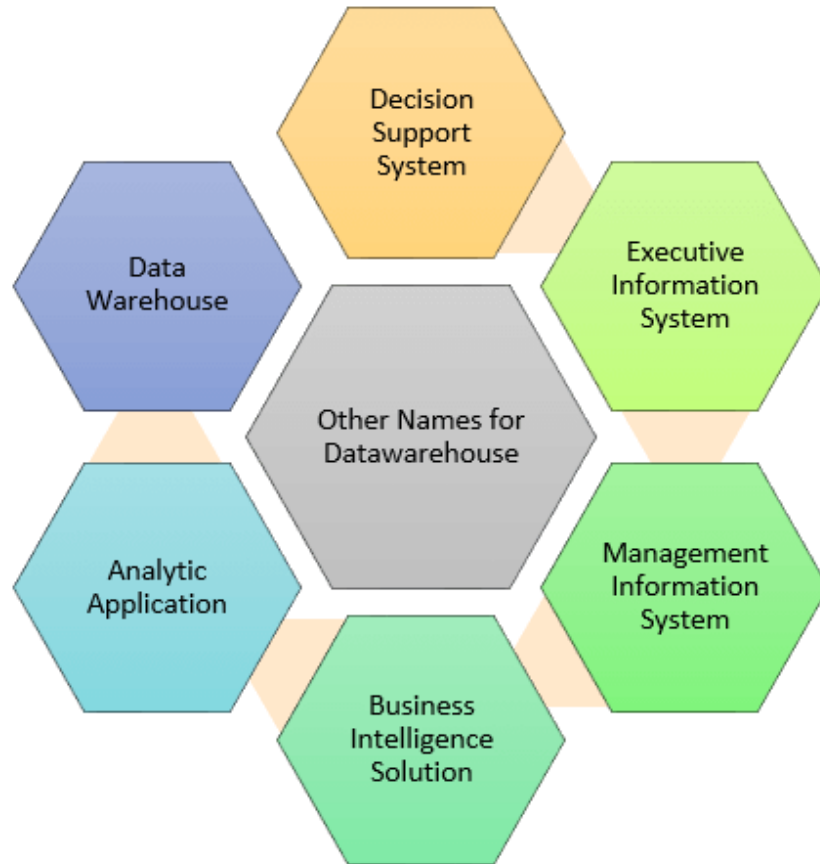 Decision
Support
System
Executive
Information
System
Management
Information
System
Business
Intelligence
Solution
Analytic
Application
Data
Warehouse
Other Names for
Datawarehouse